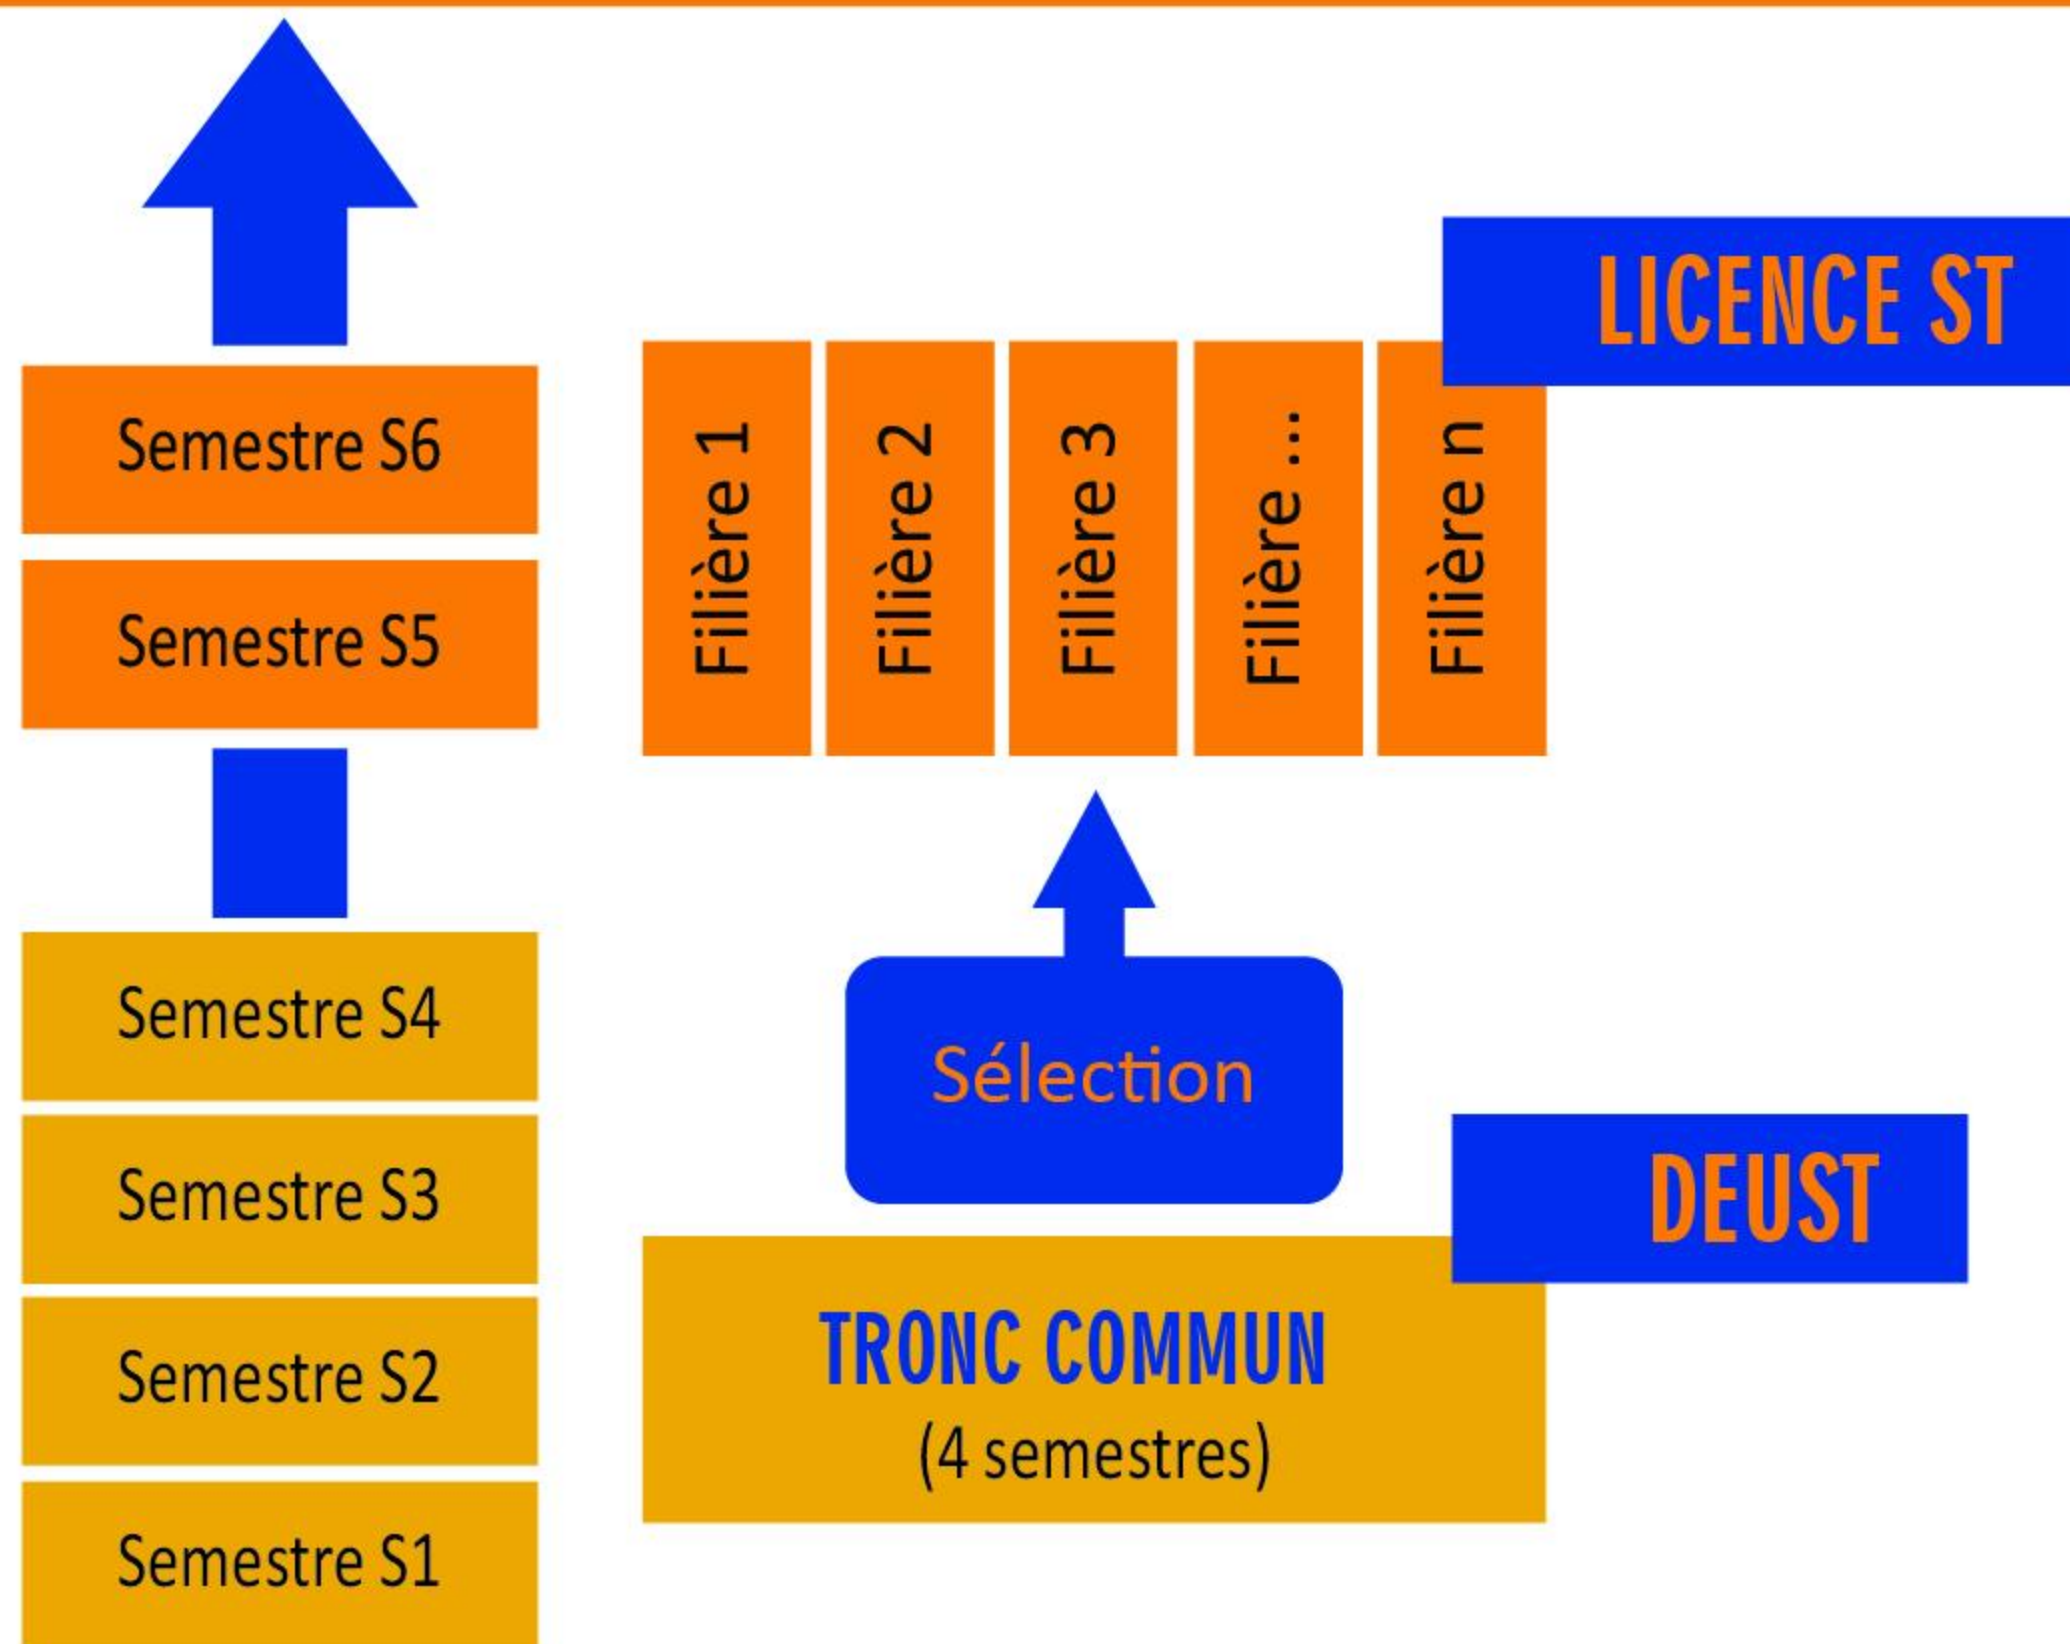 LICENCE ST
Semestre S6
Semestre S5
Filière 1
Filière 2
Filière 3
Filière ...
Filière n
Semestre S4
Semestre S3
Semestre S2
Semestre S1
Sélection
DEUST
TRONC COMMUN
(4 semestres)